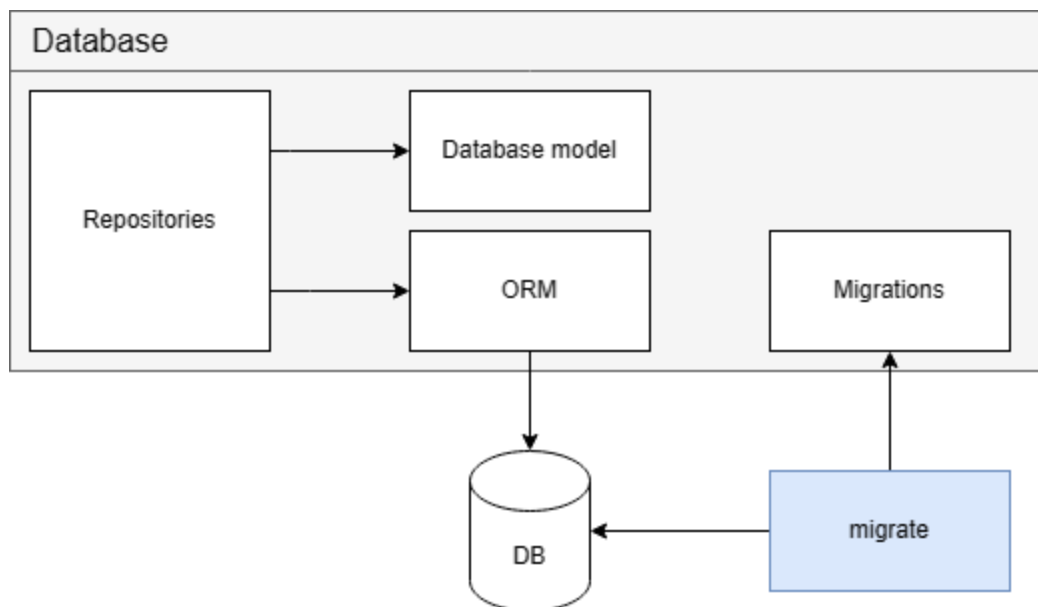 Database
Repositories
Database model
ORM
Migrations
DB
migrate